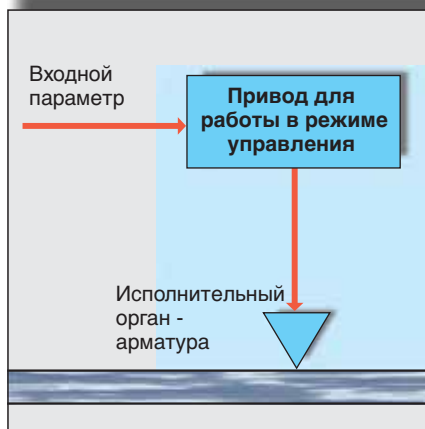 Входной
параметр
Привод для
работы в режиме
управления
Исполнительный
орган -
арматура